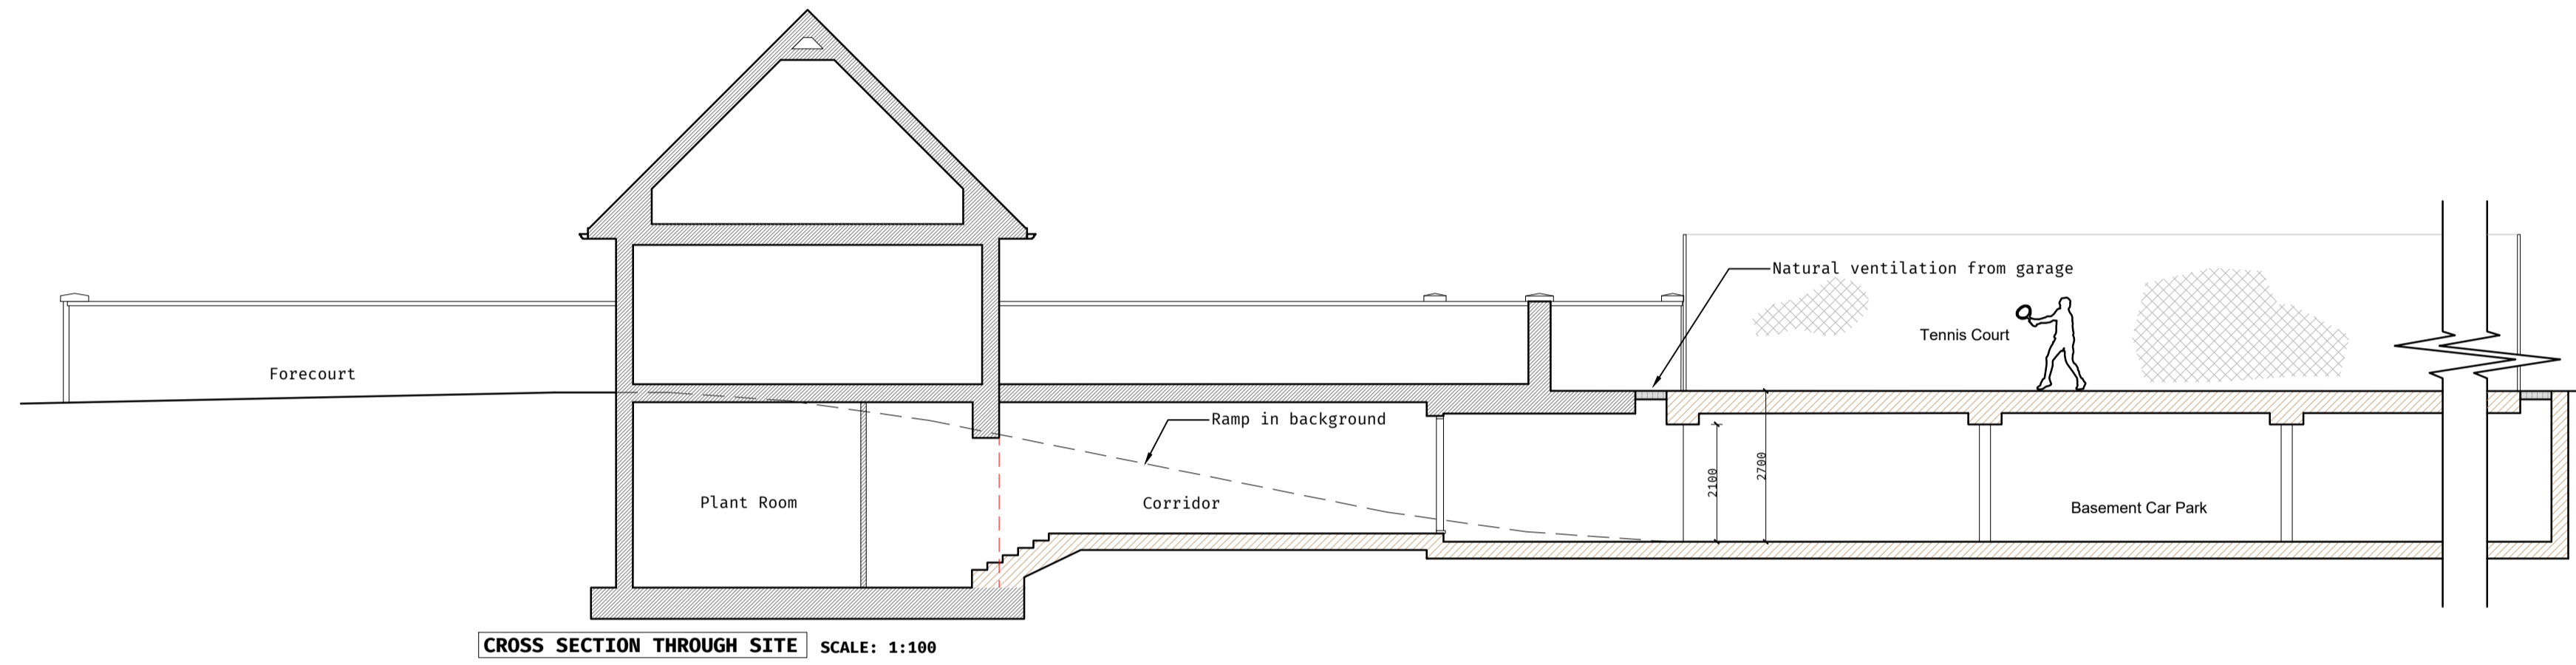 Natural ventilation from garage
Tennis Court
Forecourt
Ramp in background
2100
2700
Plant Room
Corridor
Basement Car Park
CROSS SECTION THROUGH SITE SCALE: 1:100